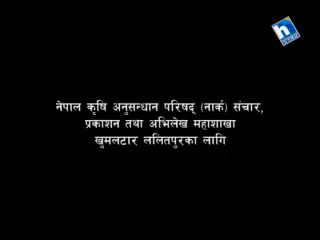 नेपाल कृषि अनुसन्धान परिषद् (नार्क) संचार,
प्रकाशन तथा अभिलेख महाशाखा
खुमलटार ललितपुरका लागि